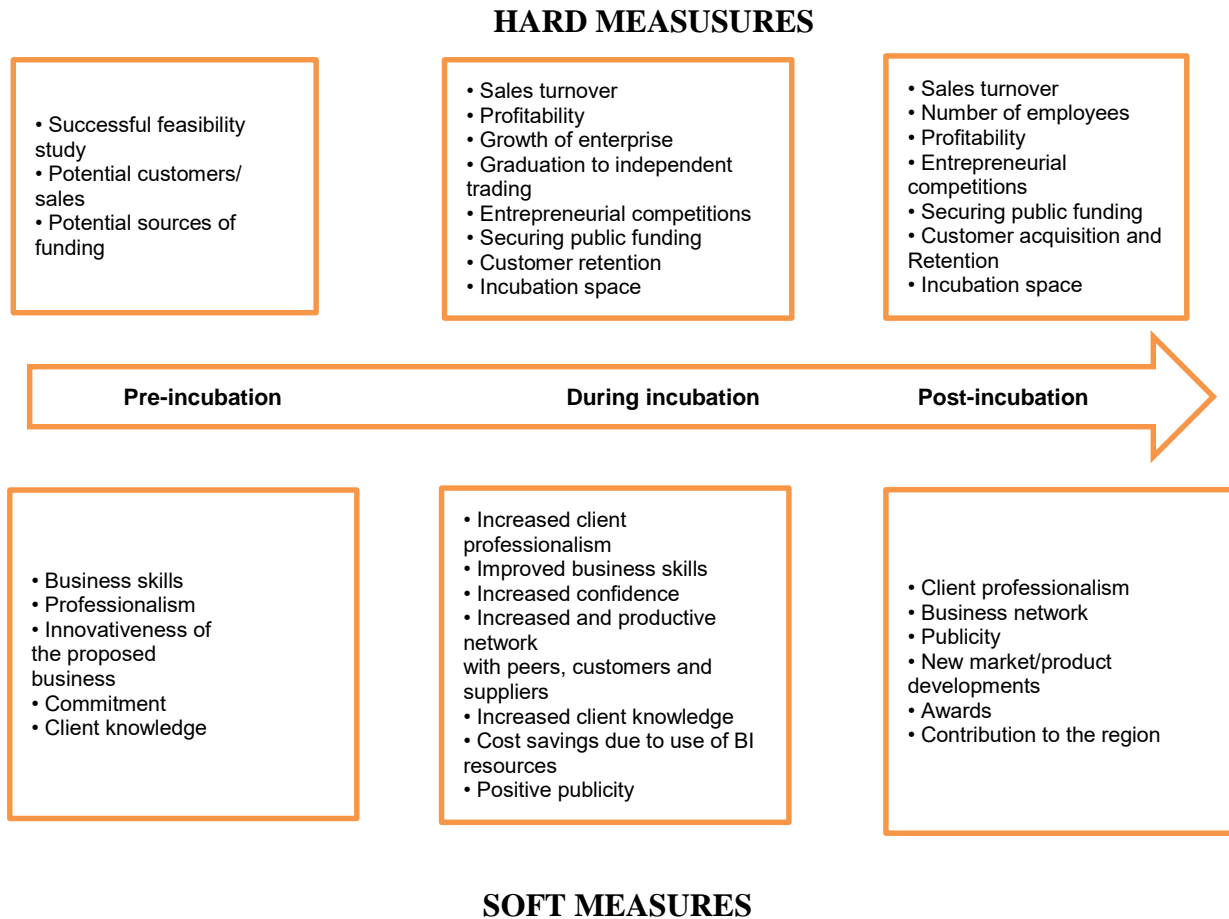 HARD MEASUSURES
• Successful feasibility
study
• Potential customers/
sales
• Potential sources of
funding
• Sales turnover
• Profitability
• Growth of enterprise
• Graduation to independent
trading
• Entrepreneurial competitions
• Securing public funding
• Customer retention
• Incubation space
• Sales turnover
• Number of employees
• Profitability
• Entrepreneurial
competitions
• Securing public funding
• Customer acquisition and
Retention
• Incubation space
Pre-incubation
During incubation
Post-incubation
• Business skills
• Professionalism
• Innovativeness of
the proposed
business
• Commitment
• Client knowledge
• Increased client
professionalism
• Improved business skills
• Increased confidence
• Increased and productive
network
with peers, customers and
suppliers
• Increased client knowledge
• Cost savings due to use of BI
resources
• Positive publicity
• Client professionalism
• Business network
• Publicity
• New market/product
developments
• Awards
• Contribution to the region
SOFT MEASURES